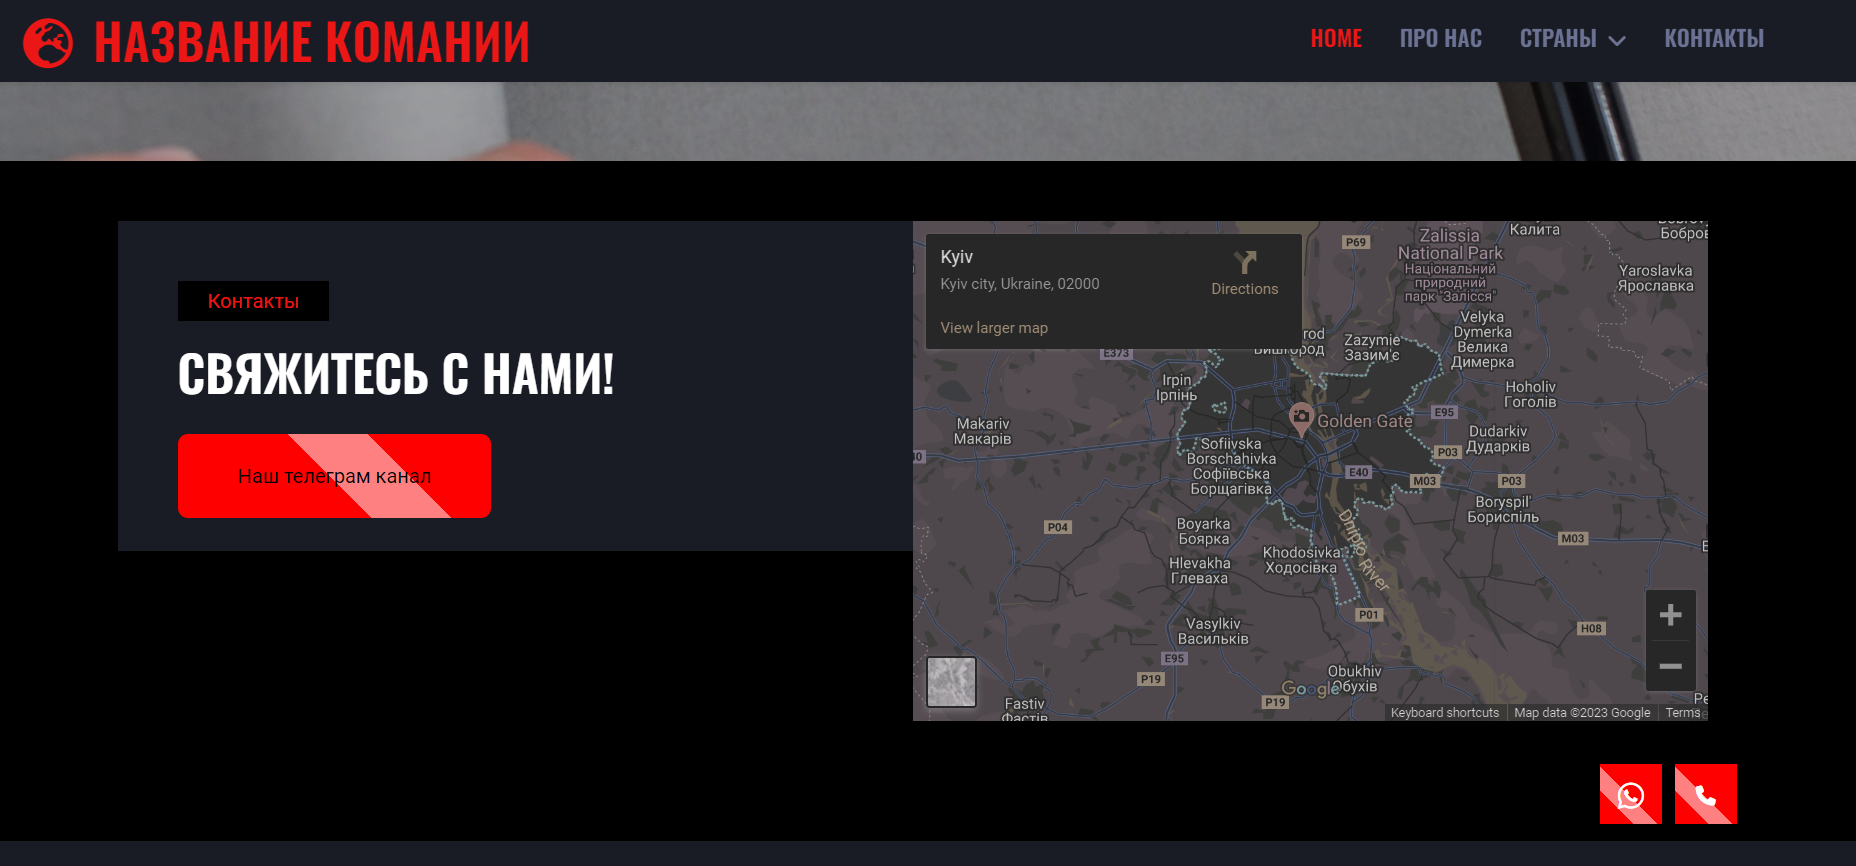 НАЗВАНИЕ КОМАНИИ
HOME ПРО НАС СТРАНЫ КОНТАКТЫ
Контакты
СВЯЖИТЕСЬ С НАМИ!
Наш телеграм канал
Kyiv
Kyiv city, Ukraine, 02000
Directions
View larger map
P69
Zalissia
National Park
Національний
природний
парк "Залісся"
Калита
Yaroslavka
Ярославка
Velyka
Dymerka
Велика
Димерка
Zazymie
Зазим'є
E373
Irpin
Ірпінь
Hoholiv
Гоголів
Makariv
Макарів
E95
Golden Gate
Dudarkiv
Дударків
Sofiivska
Borschahivka
Софіївська
Борщагівка
P03
E40
M03
P03
Boryspil'
Бориспіль
P04
Boyarka
Боярка
Dnipro River
M03
Khodosivka
Ходосівка
Hlevakha
Глеваха
P01
H08
Vasylkiv
Васильків
E95
P19
Obukhiv
Обухів
Google
P19
Fastiv
Фастів
Keyboard shortcuts
Map data ©2023 Google
Terms